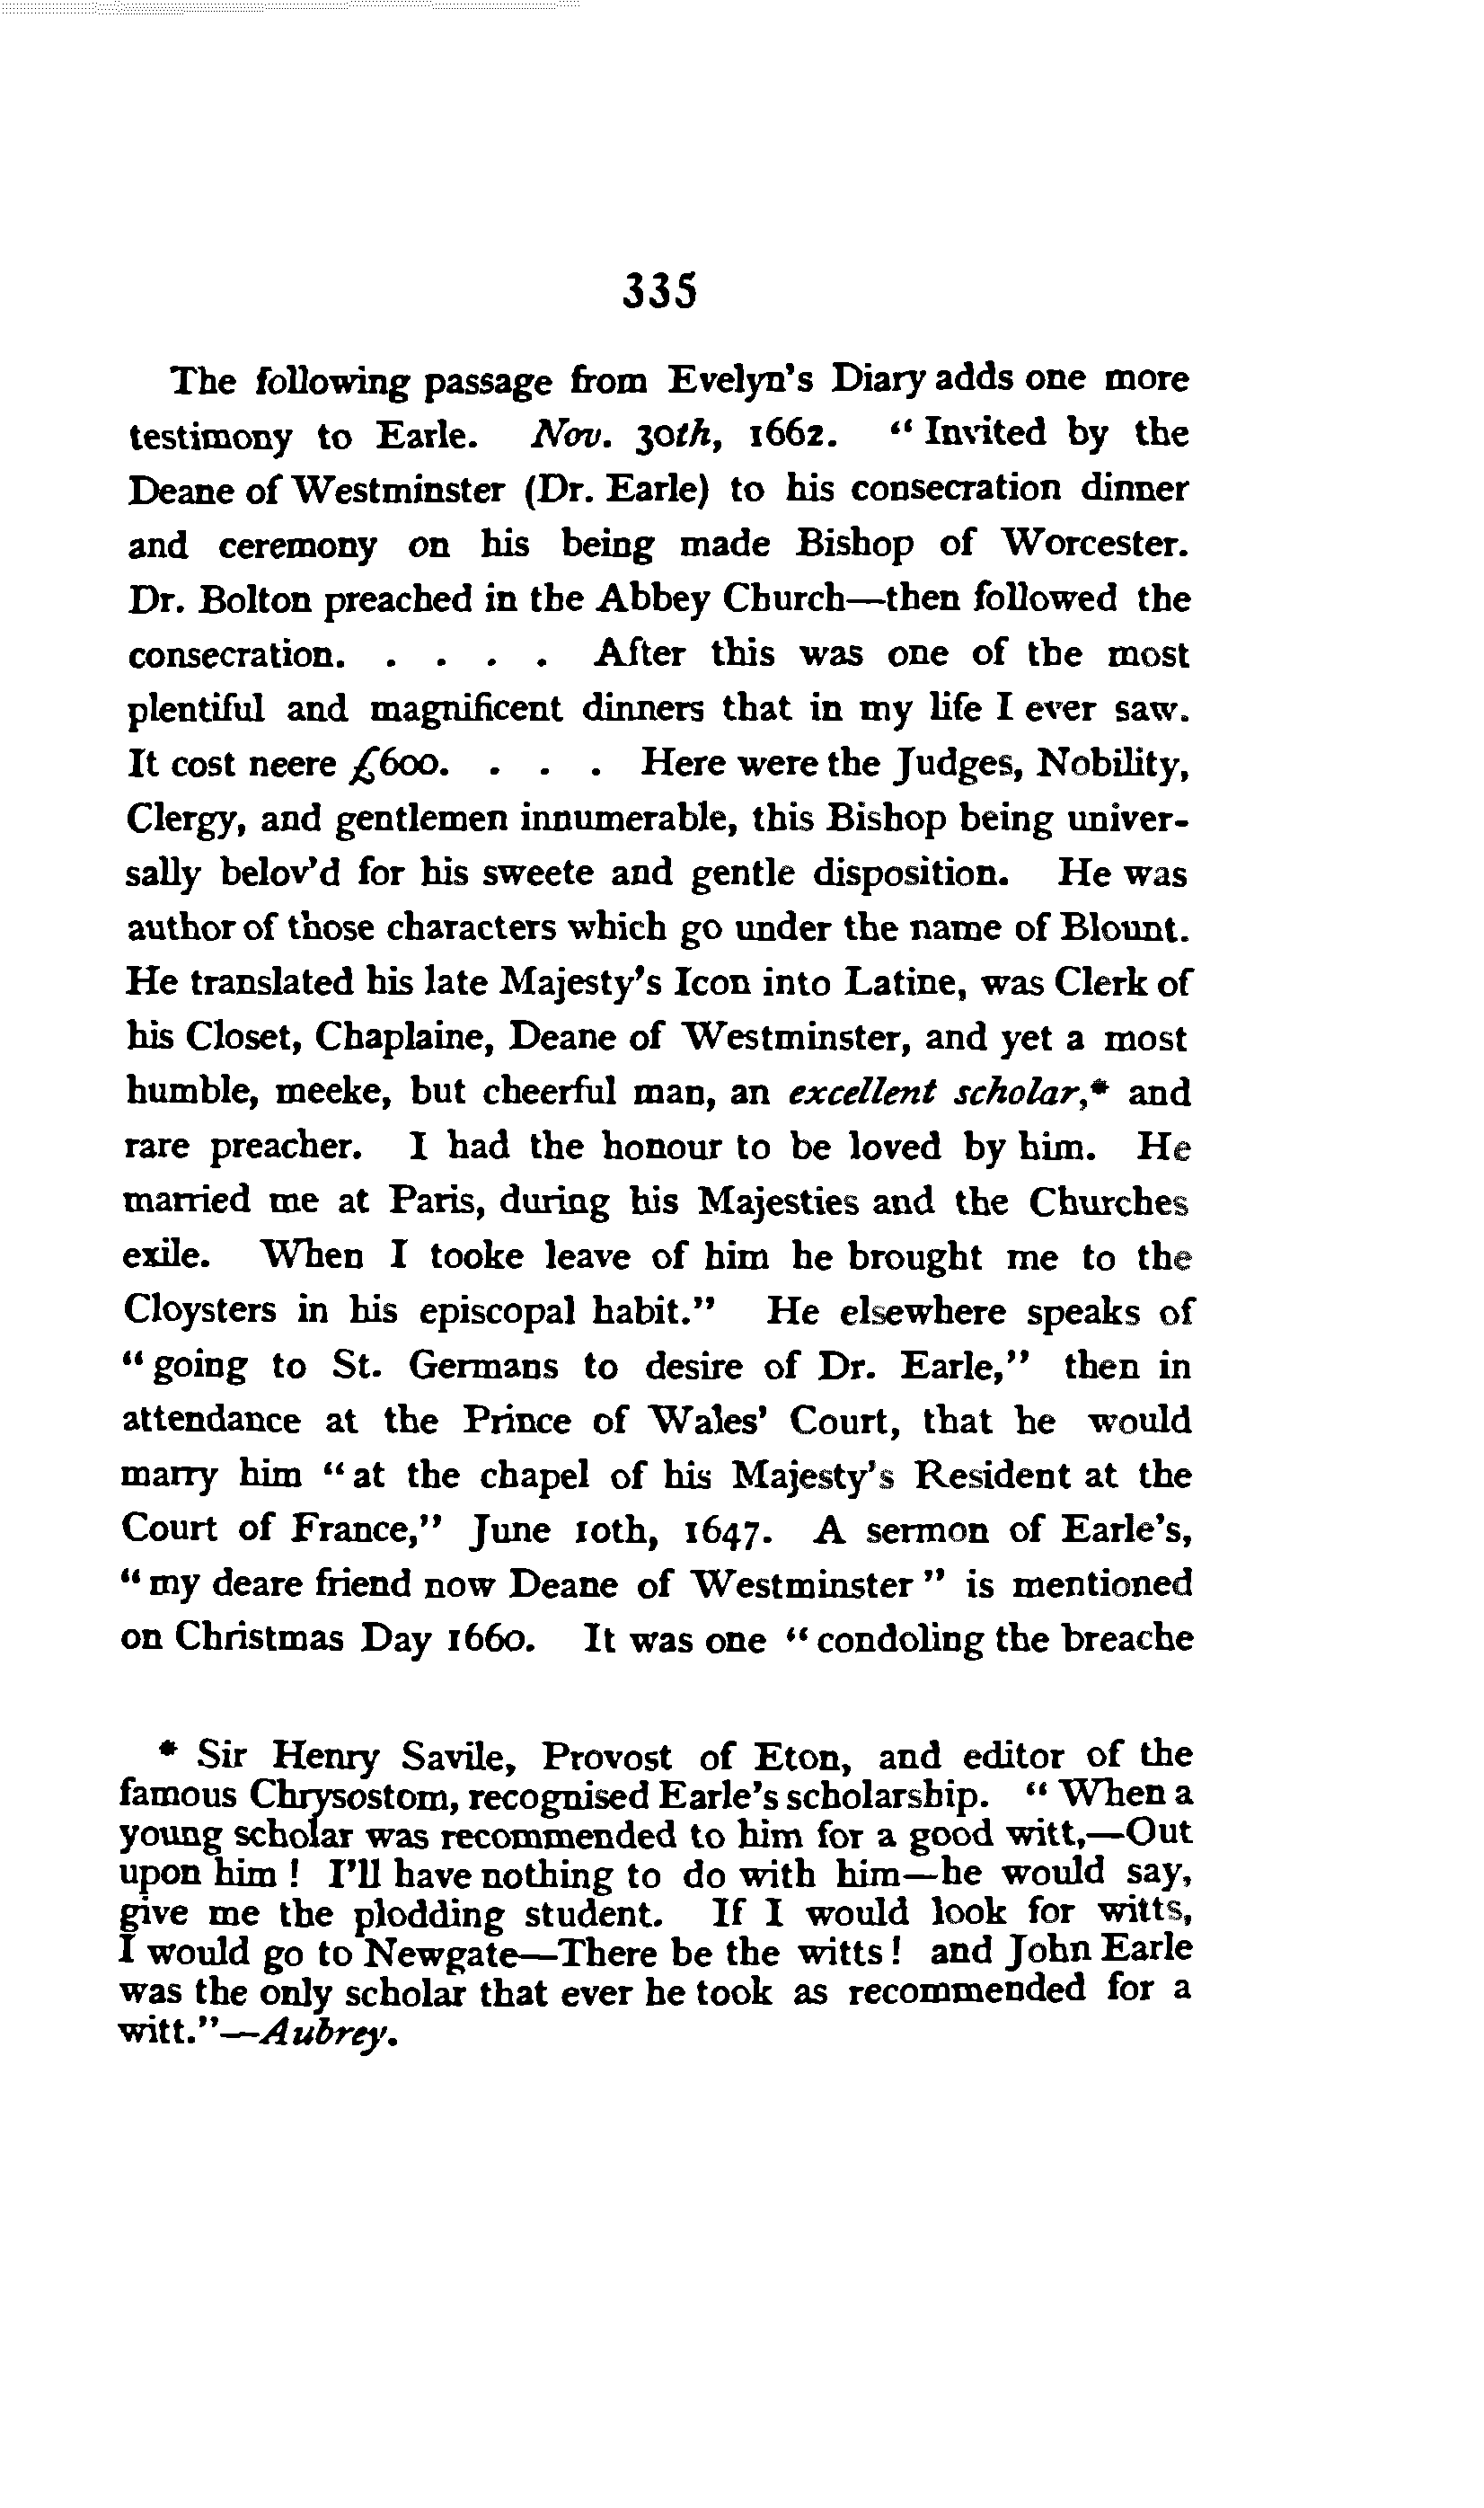 335
The following passage from Evelyn's Diary adds one more
testimony to Earle. Nov. 30th, 1662. "Invited by the
Deane of Westminster (Dr. Earle) to his consecration dinner
and ceremony on his being made Bishop of Worcester.
Dr. Bolton preached in the Abbey Church—then followed the
consecration. . . . . After this was one of the most
plentiful and magnificent dinners that in my life I ever saw.
It cost neere £600. . . . Here were the Judges, Nobility,
Clergy, and gentlemen innumerable, this Bishop being univer-
sally belov'd for his sweete and gentle disposition. He was
author of those characters which go under the name of Blount.
He translated his late Majesty's Icon into Latine, was Clerk of
his Closet, Chaplaine, Deane of Westminster, and yet a most
humble, meeke, but cheerful man, an excellent scholar,* and
rare preacher. I had the honour to be loved by him. He
married me at Paris, during his Majesties and the Churches
exile. When I tooke leave of him he brought me to the
Cloysters in his episcopal habit." He elsewhere speaks of
"going to St. Germans to desire of Dr. Earle," then in
attendance at the Prince of Wales' Court, that he would
marry him "at the chapel of his Majesty's Resident at the
Court of France," June 10th, 1647. A sermon of Earle's,
"my deare friend now Deane of Westminster" is mentioned
on Christmas Day 1660. It was one "condoling the breache
* Sir Henry Savile, Provost of Eton, and editor of the
famous Chrysostom, recognised Earle's scholarship. "When a
young scholar was recommended to him for a good witt,—Out
upon him! I'll have nothing to do with him—he would say,
give me the plodding student. If I would look for witts,
I would go to Newgate—There be the witts! and John Earle
was the only scholar that ever he took as recommended for a
witt."—Aubrey.